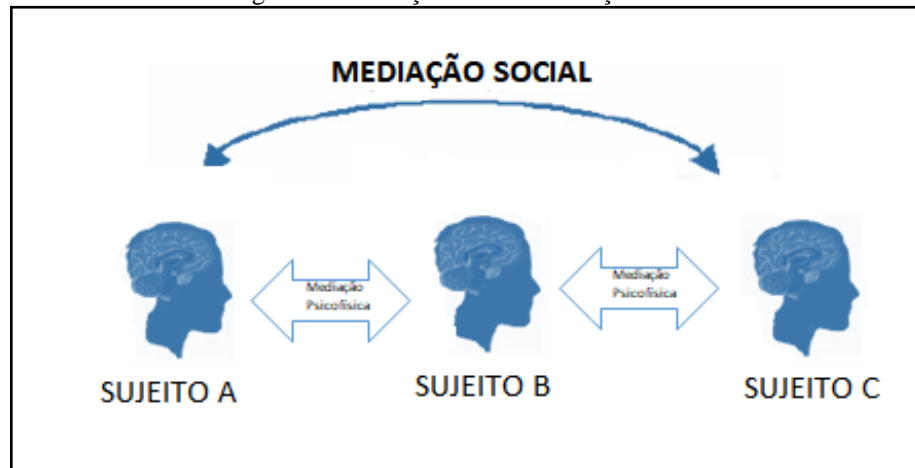 MEDIAÇÃO SOCIAL
Mediação
Psicofísica
Mediação
Psicofísica
SUJEITO A
SUJEITO B
SUJEITO C